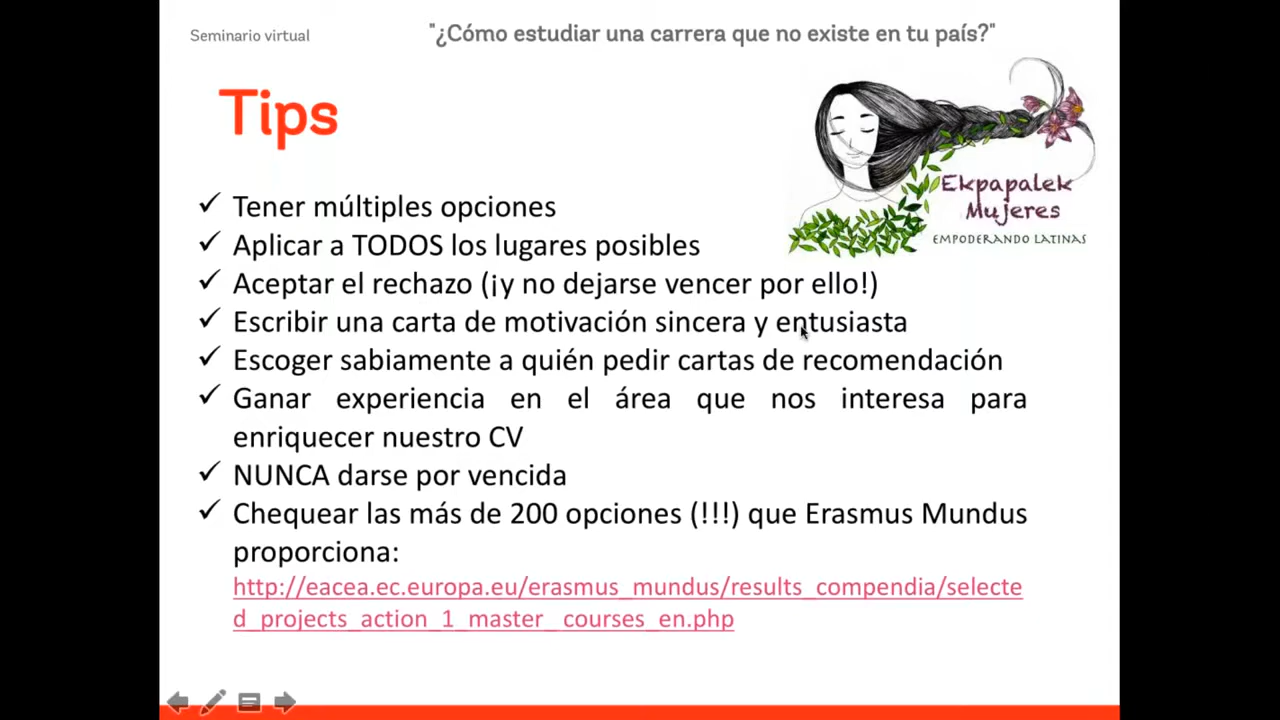 Seminario virtual
"¿Cómo estudiar una carrera que no existe en tu país?"
Tips
Ekpapalek
Mujeres
EMPODERANDO LATINAS
✓ Tener múltiples opciones
✓ Aplicar a TODOS los lugares posibles
✓ Aceptar el rechazo (¡y no dejarse vencer por ello!)
✓ Escribir una carta de motivación sincera y entusiasta
✓ Escoger sabiamente a quién pedir cartas de recomendación
✓ Ganar experiencia en el área que nos interesa para
enriquecer nuestro CV
✓ NUNCA darse por vencida
✓ Chequear las más de 200 opciones (!!!) que Erasmus Mundus
proporciona:
http://eacea.ec.europa.eu/erasmus_mundus/results_compendia/selecte
d_projects_action_1_master_courses_en.php